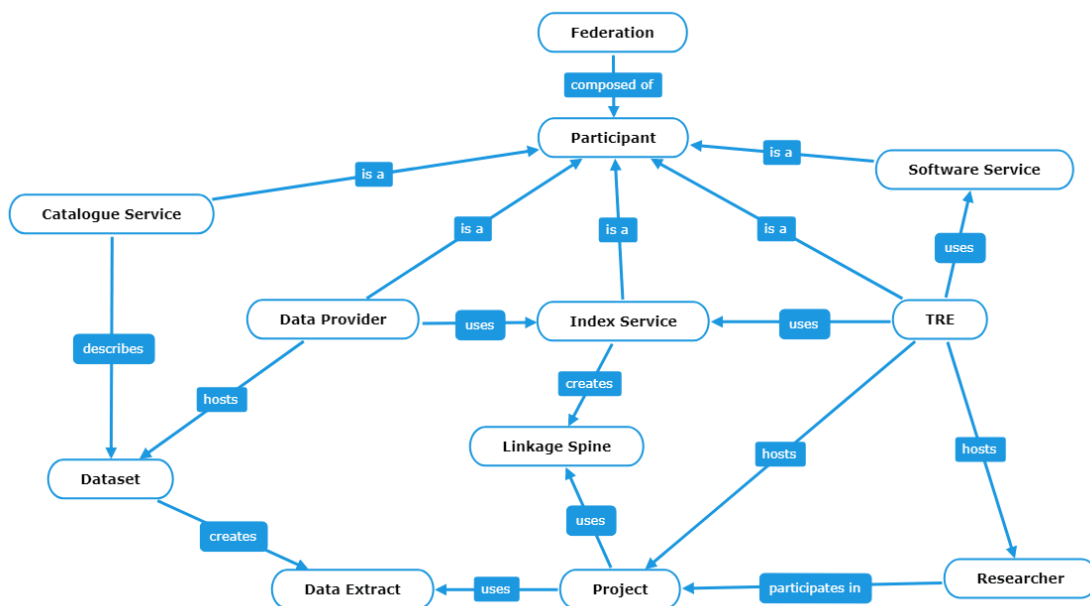 Federation
composed of
Participant
is a
Software Service
is a
Catalogue Service
is a
is a
is a
uses
Data Provider
uses
Index Service
uses
TRE
describes
creates
hosts
Linkage Spine
hosts
hosts
Dataset
uses
creates
Data Extract
uses
Project
participates in
Researcher